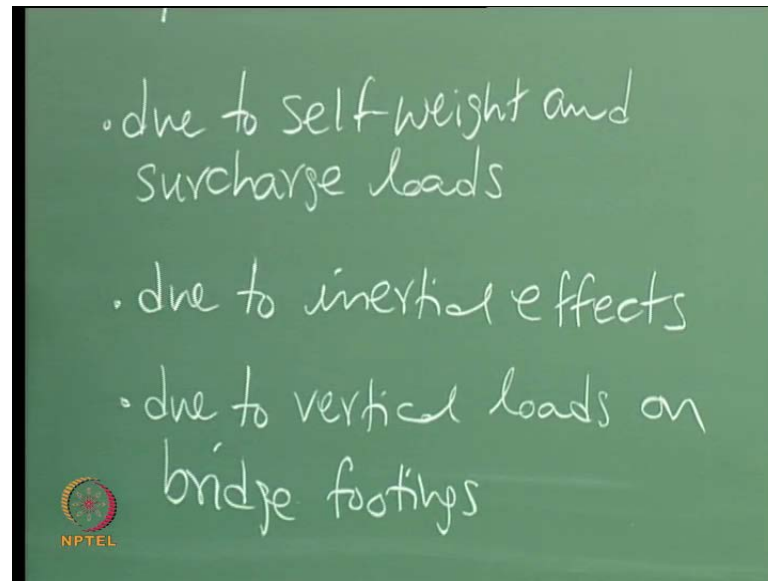 . due to self weight and
surcharge loads
. due to inertial effects
. due to vertical loads on
bridge footings
NPTEL